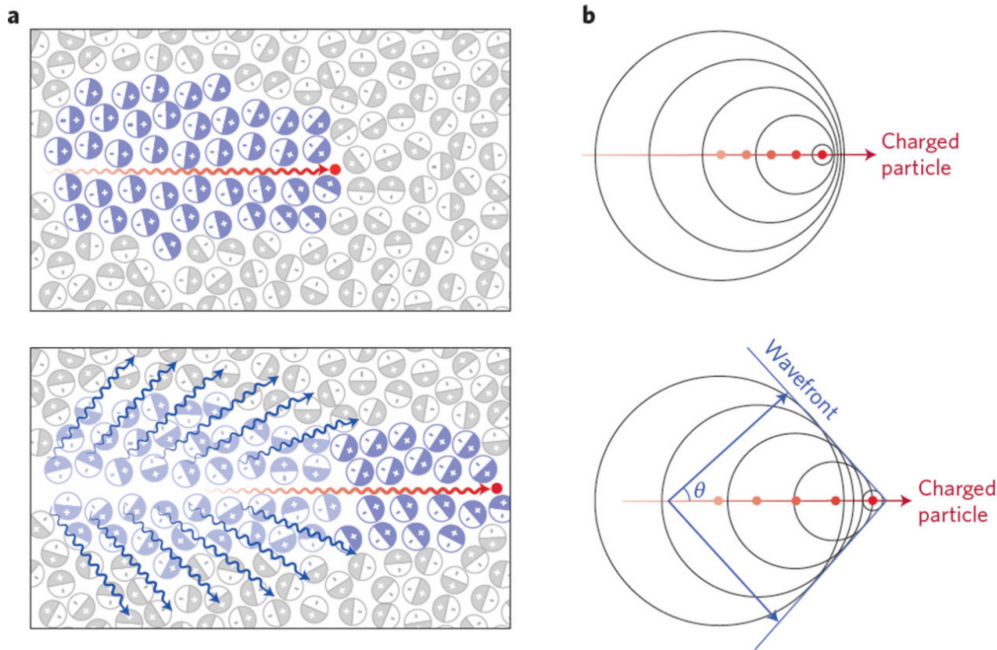 a
b
Charged
particle
Wavefront
θ
Charged
particle